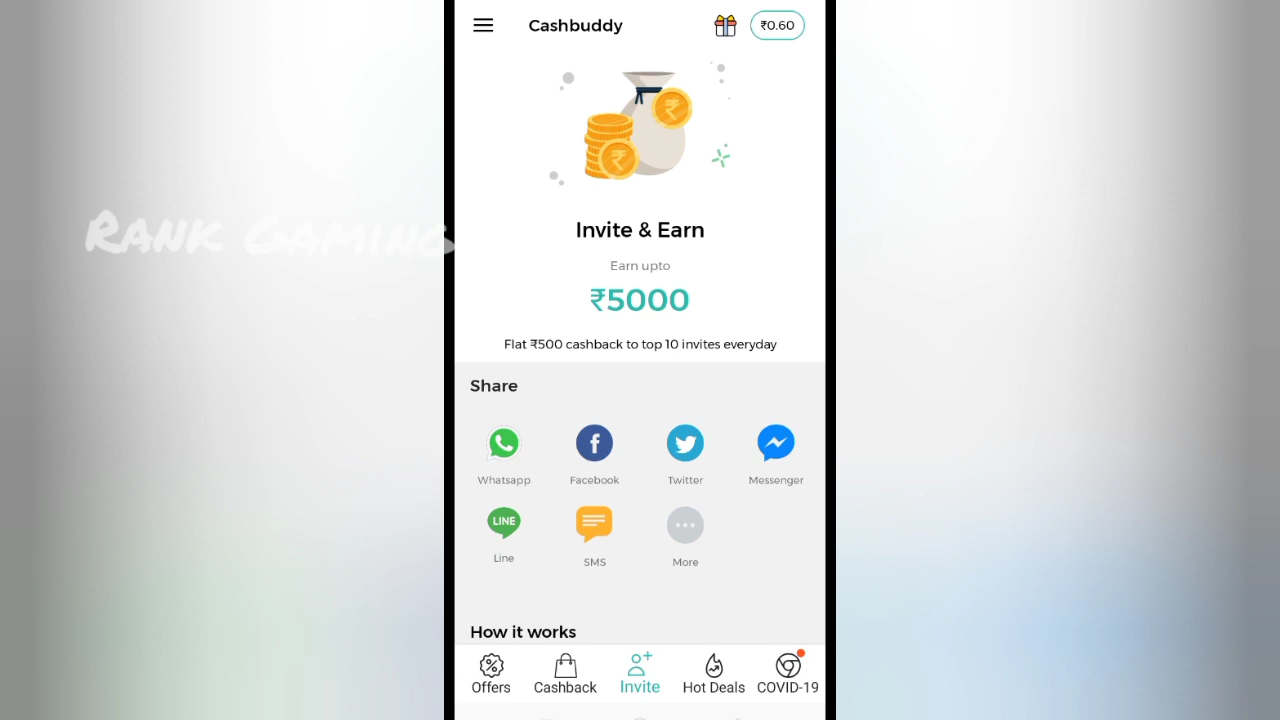 Cashbuddy
₹0.60
RANK GAMING
Invite & Earn
Earn upto
₹5000
Flat ₹500 cashback to top 10 invites everyday
Share
Whatsapp Facebook Twitter Messenger
LINE
Line SMS More
How it works
Offers Cashback Invite Hot Deals COVID-19